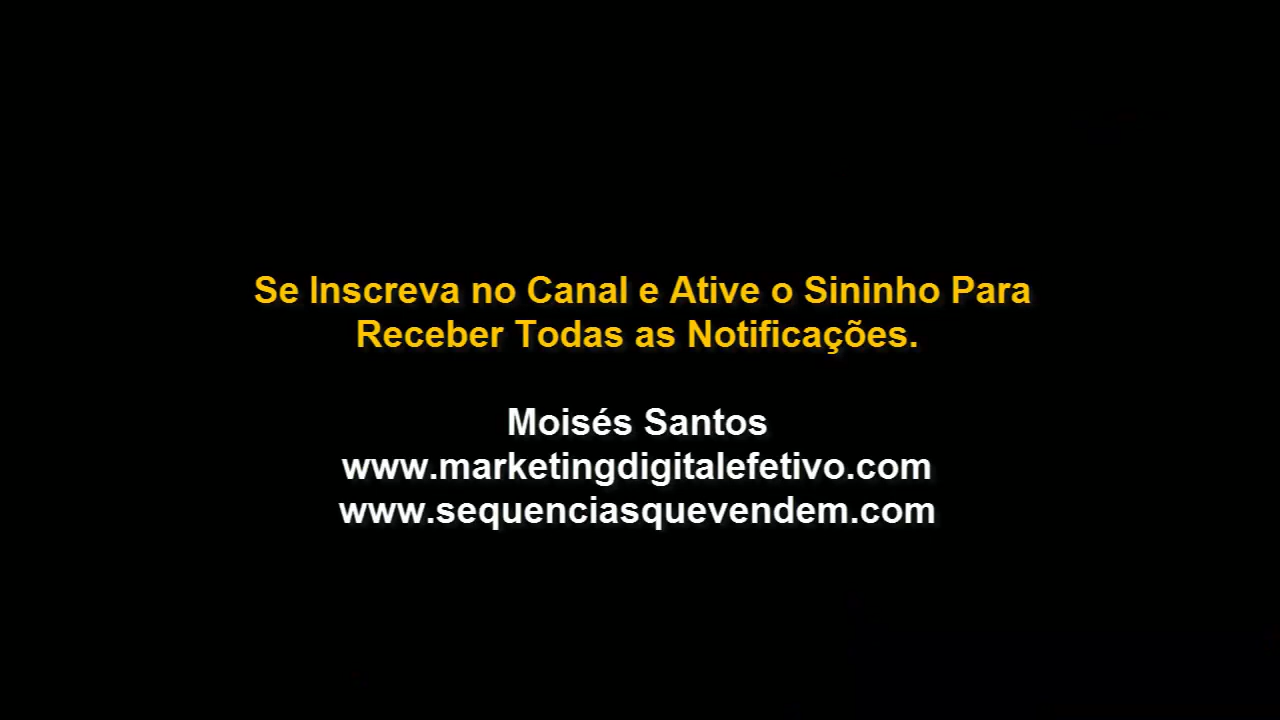 Se Inscreva no Canal e Ative o Sininho Para
Receber Todas as Notificações.
Moisés Santos
www.marketingdigitalefetivo.com
www.sequenciasquevendem.com